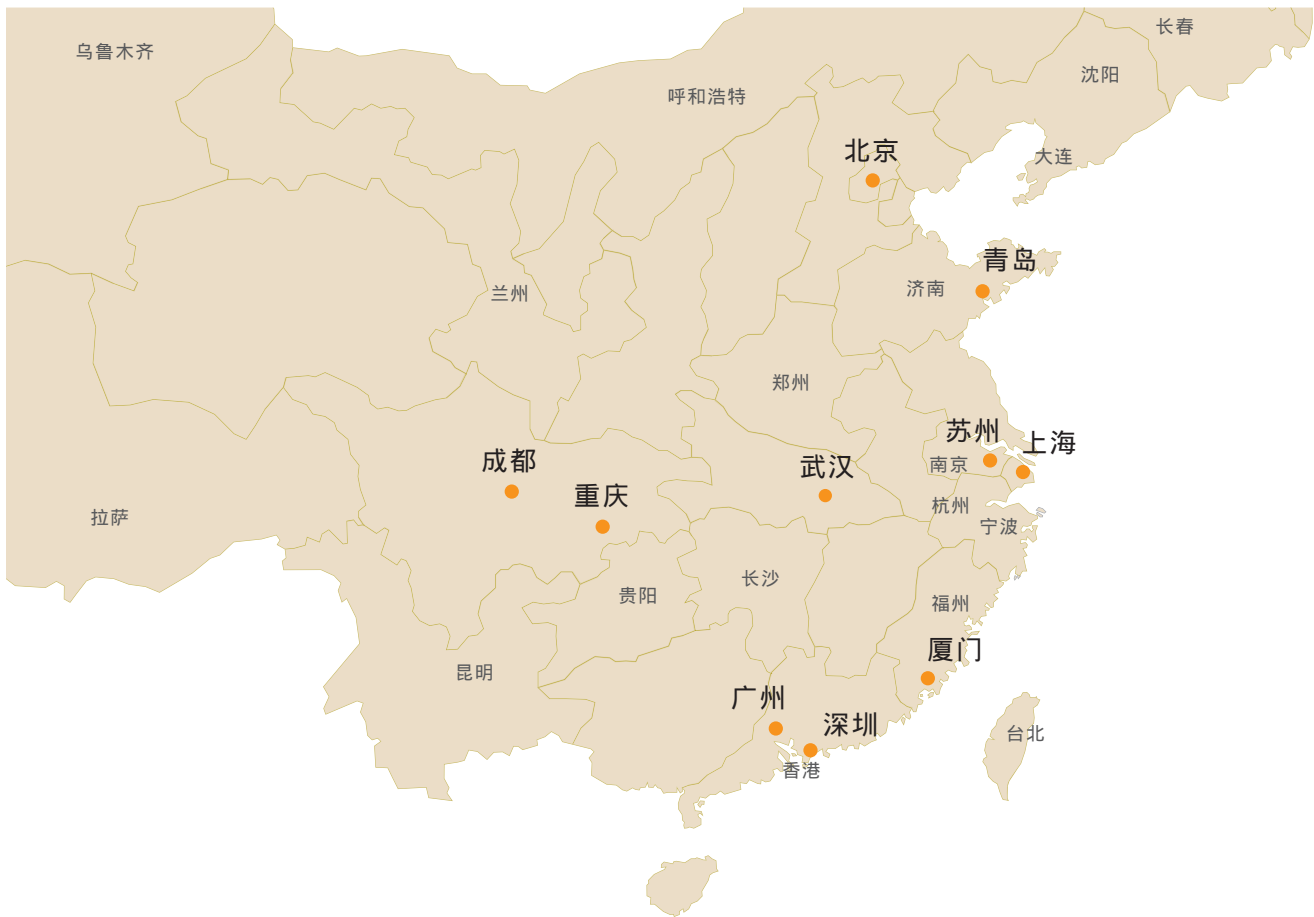 长春
乌鲁木齐
沈阳
呼和浩特
北京
大连
青岛
济南
兰州
郑州
苏州
上海
成都
武汉
南京
重庆
杭州
拉萨
宁波
长沙
贵阳
福州
厦门
昆明
广州
深圳
台北
香港